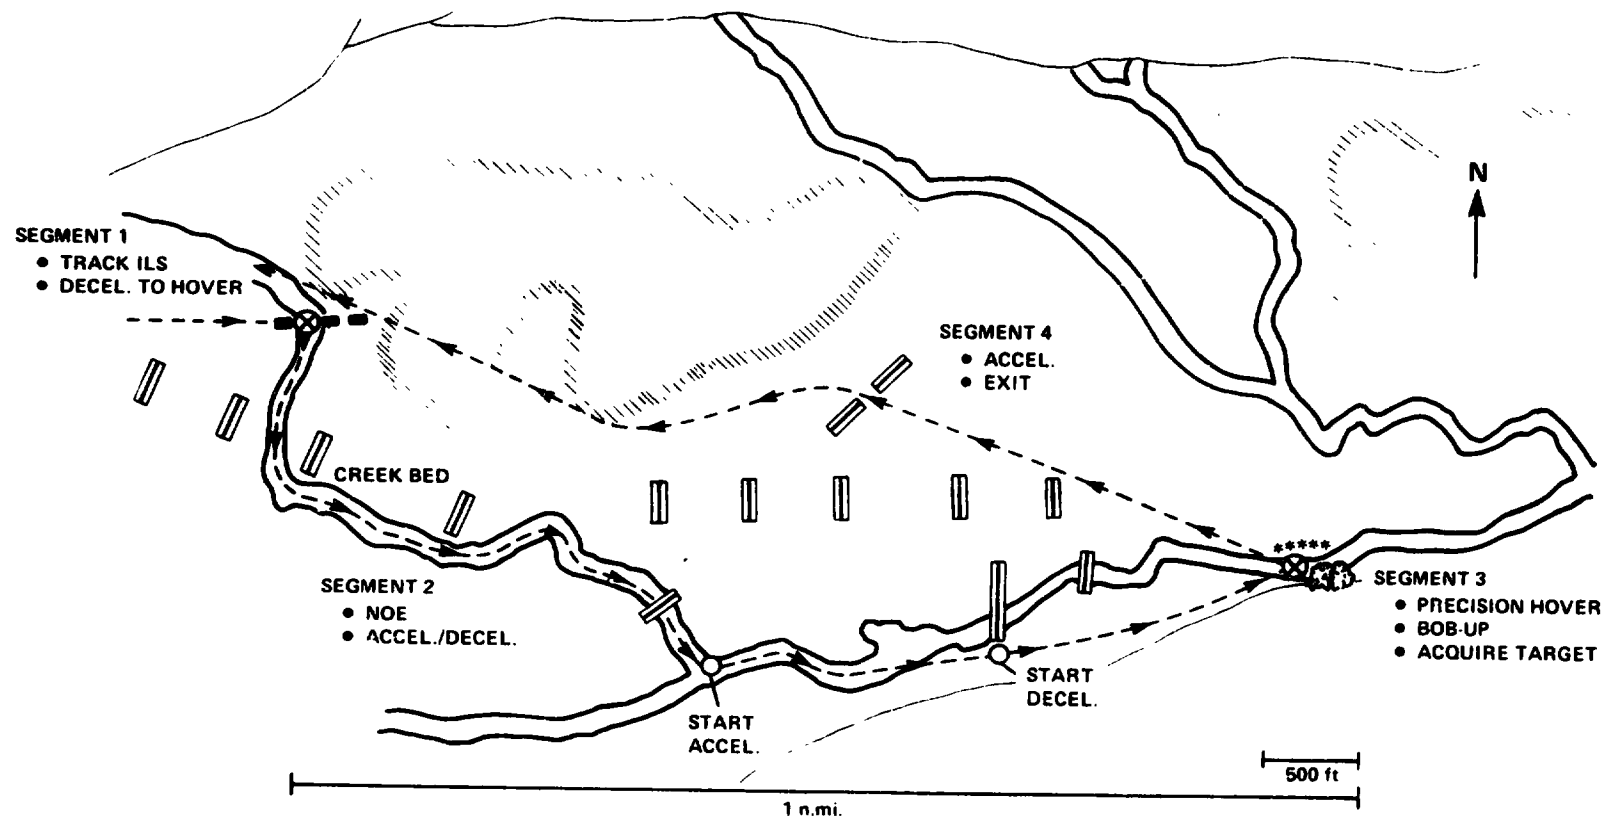 N
SEGMENT 1
● TRACK ILS
● DECEL. TO HOVER
SEGMENT 4
● ACCEL.
● EXIT
CREEK BED
SEGMENT 2
● NOE
● ACCEL./DECEL.
SEGMENT 3
● PRECISION HOVER
● BOB-UP
● ACQUIRE TARGET
START
DECEL.
START
ACCEL.
500 ft
1 n.mi.